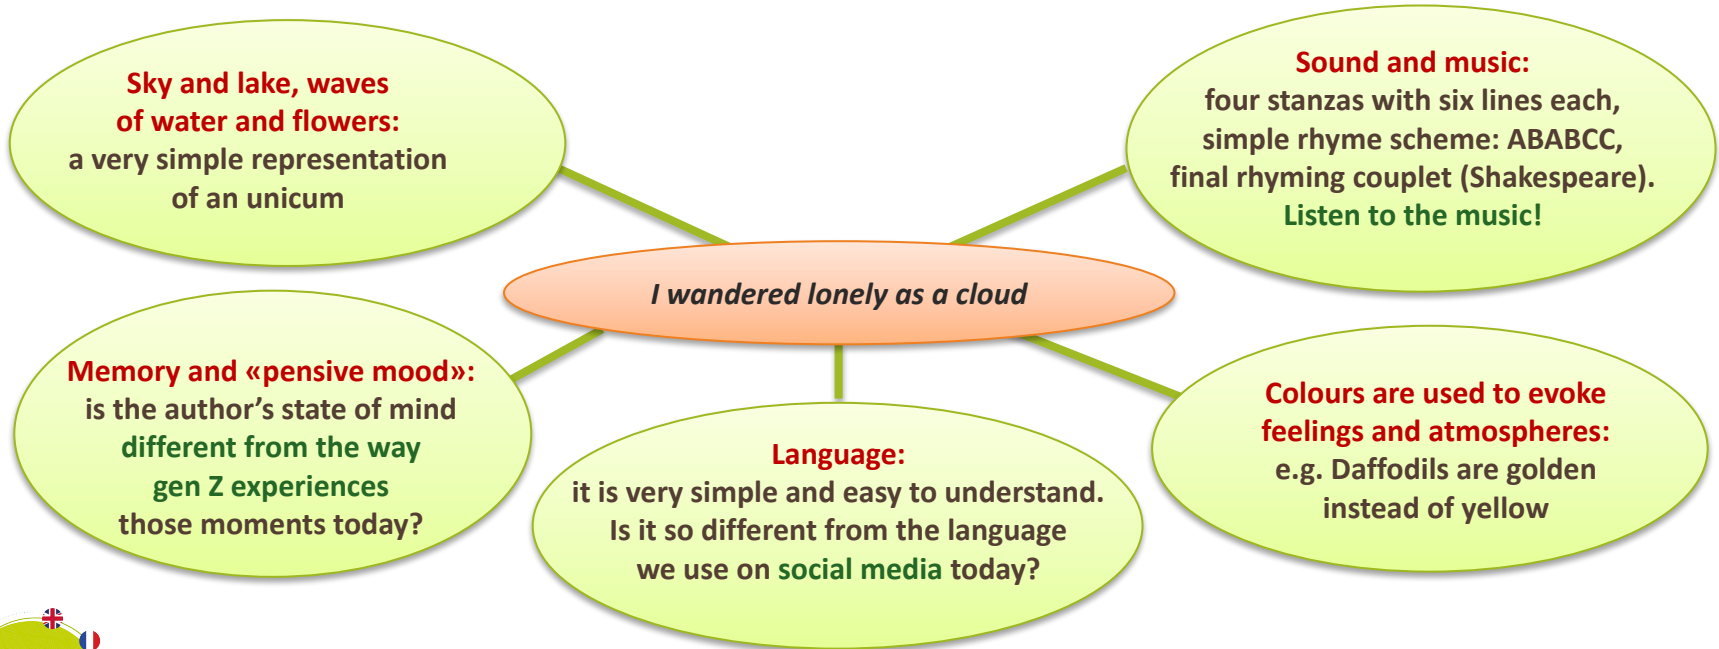 Sky and lake, waves
of water and flowers:
a very simple representation
of an unicum
Sound and music:
four stanzas with six lines each,
simple rhyme scheme: ABABCC,
final rhyming couplet (Shakespeare).
Listen to the music!
I wandered lonely as a cloud
Memory and «pensive mood»:
is the author’s state of mind
different from the way
gen Z experiences
those moments today?
Language:
it is very simple and easy to understand.
Is it so different from the language
we use on social media today?
Colours are used to evoke
feelings and atmospheres:
e.g. Daffodils are golden
instead of yellow